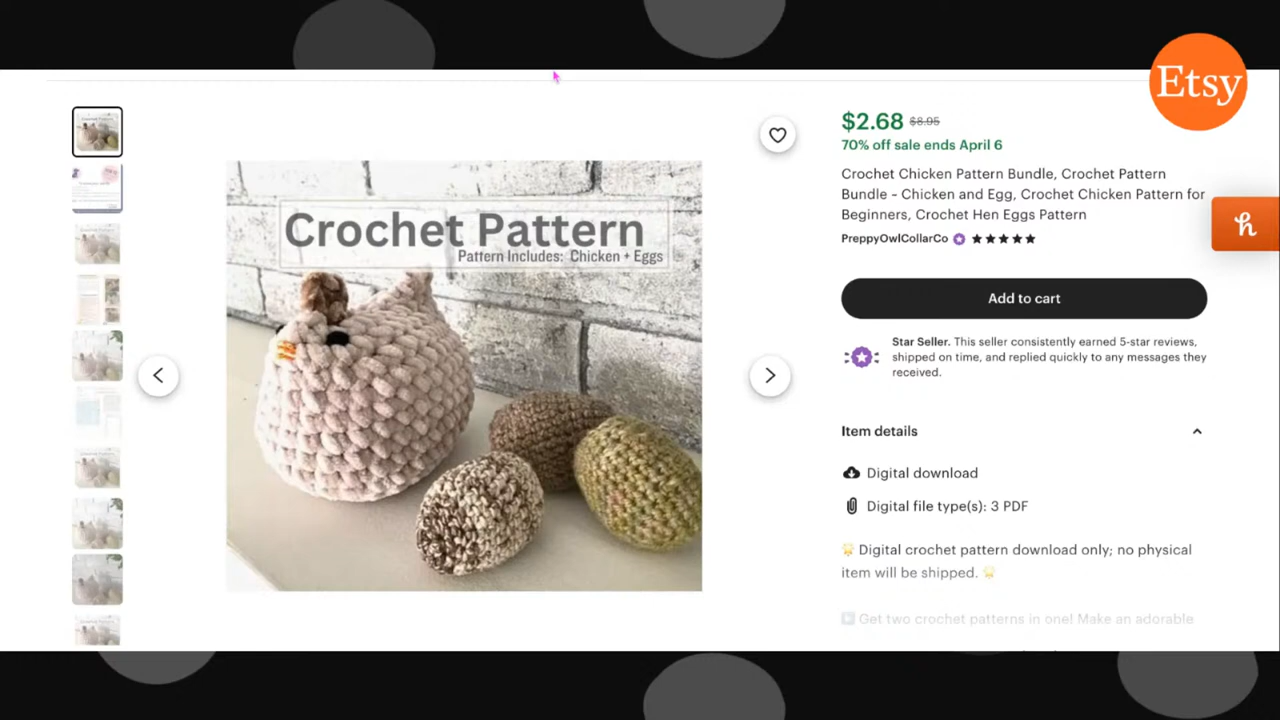 Etsy
$2.68 $8.95
70% off sale ends April 6
Crochet Chicken Pattern Bundle, Crochet Pattern
Bundle - Chicken and Egg, Crochet Chicken Pattern for
Beginners, Crochet Hen Eggs Pattern
PreppyOwlCollarCo
Crochet Pattern
Pattern Includes: Chicken + Eggs
Add to cart
Star Seller. This seller consistently earned 5-star reviews,
shipped on time, and replied quickly to any messages they
received.
Item details
Digital download
Digital file type(s): 3 PDF
Digital crochet pattern download only; no physical
item will be shipped.
Get two crochet patterns in one! Make an adorable